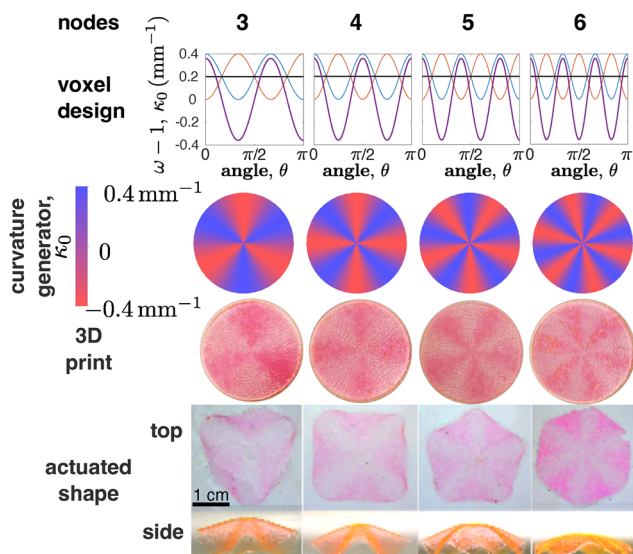 nodes 3 4 5 6
voxel design
ω − 1, κ₀ (mm⁻¹)
0.4
0.2
0
-0.2
-0.4
0 π/2 π 0 π/2 π 0 π/2 π 0 π/2 π
angle, θ angle, θ angle, θ angle, θ
curvature generator, κ₀
0.4 mm⁻¹
0
−0.4 mm⁻¹
3D print
actuated shape
top
1 cm
side